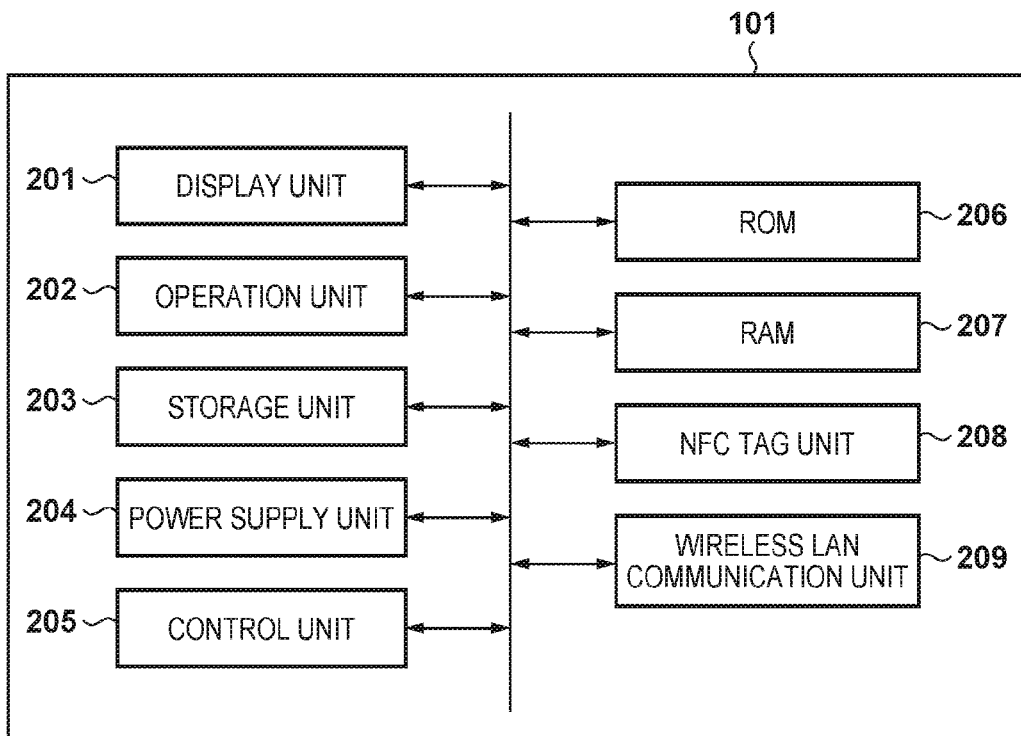 101
201 DISPLAY UNIT
202 OPERATION UNIT
203 STORAGE UNIT
204 POWER SUPPLY UNIT
205 CONTROL UNIT
ROM 206
RAM 207
NFC TAG UNIT 208
WIRELESS LAN
COMMUNICATION UNIT 209